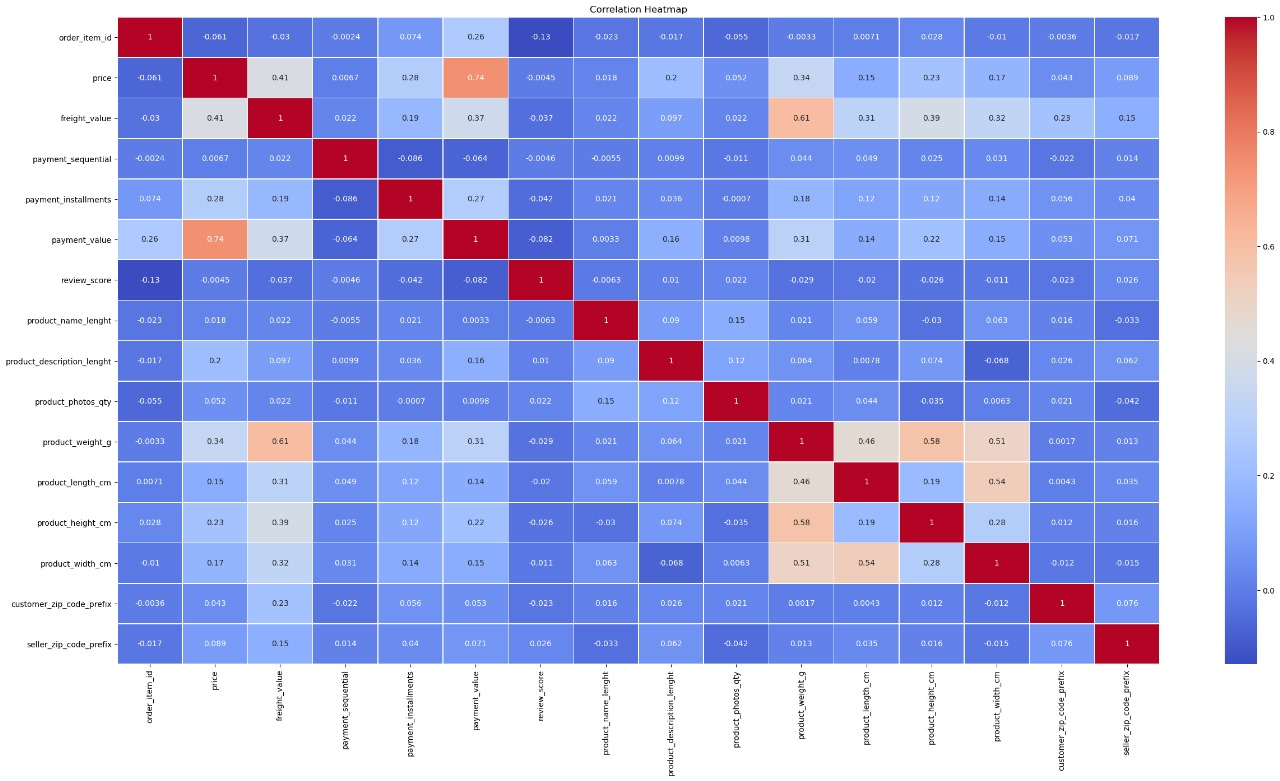 Correlation Heatmap
order_item_id 1 -0.061 -0.03 -0.0024 0.074 0.26 -0.13 -0.023 -0.017 -0.055 -0.0033 0.0071 0.028 -0.01 -0.0036 -0.017
price -0.061 1 0.41 0.0067 0.28 0.74 -0.0045 0.018 0.2 0.052 0.34 0.15 0.23 0.17 0.043 0.089
freight_value -0.03 0.41 1 0.022 0.19 0.37 -0.037 0.022 0.097 0.022 0.61 0.31 0.39 0.32 0.23 0.15
payment_sequential -0.0024 0.0067 0.022 1 -0.086 -0.064 -0.0046 -0.0055 0.0099 -0.011 0.044 0.049 0.025 0.031 -0.022 0.014
payment_installments 0.074 0.28 0.19 -0.086 1 0.27 -0.042 0.021 0.036 -0.0007 0.18 0.12 0.12 0.14 0.056 0.04
payment_value 0.26 0.74 0.37 -0.064 0.27 1 -0.082 0.0033 0.16 0.0098 0.31 0.14 0.22 0.15 0.053 0.071
review_score -0.13 -0.0045 -0.037 -0.0046 -0.042 -0.082 1 -0.0063 0.01 0.022 -0.029 -0.02 -0.026 -0.011 -0.023 0.026
product_name_lenght -0.023 0.018 0.022 -0.0055 0.021 0.0033 -0.0063 1 0.09 0.15 0.021 0.059 -0.03 0.063 0.016 -0.033
product_description_lenght -0.017 0.2 0.097 0.0099 0.036 0.16 0.01 0.09 1 0.12 0.064 0.0078 0.074 -0.068 0.026 0.062
product_photos_qty -0.055 0.052 0.022 -0.011 -0.0007 0.0098 0.022 0.15 0.12 1 0.021 0.044 -0.035 0.0063 0.021 -0.042
product_weight_g -0.0033 0.34 0.61 0.044 0.18 0.31 -0.029 0.021 0.064 0.021 1 0.46 0.58 0.51 0.0017 0.013
product_length_cm 0.0071 0.15 0.31 0.049 0.12 0.14 -0.02 0.059 0.0078 0.044 0.46 1 0.19 0.54 0.0043 0.035
product_height_cm 0.028 0.23 0.39 0.025 0.12 0.22 -0.026 -0.03 0.074 -0.035 0.58 0.19 1 0.28 0.012 0.016
product_width_cm -0.01 0.17 0.32 0.031 0.14 0.15 -0.011 0.063 -0.068 0.0063 0.51 0.54 0.28 1 -0.012 -0.015
customer_zip_code_prefix -0.0036 0.043 0.23 -0.022 0.056 0.053 -0.023 0.016 0.026 0.021 0.0017 0.0043 0.012 -0.012 1 0.076
seller_zip_code_prefix -0.017 0.089 0.15 0.014 0.04 0.071 0.026 -0.033 0.062 -0.042 0.013 0.035 0.016 -0.015 0.076 1
order_item_id
price
freight_value
payment_sequential
payment_installments
payment_value
review_score
product_name_lenght
product_description_lenght
product_photos_qty
product_weight_g
product_length_cm
product_height_cm
product_width_cm
customer_zip_code_prefix
seller_zip_code_prefix
1.0
0.8
0.6
0.4
0.2
0.0